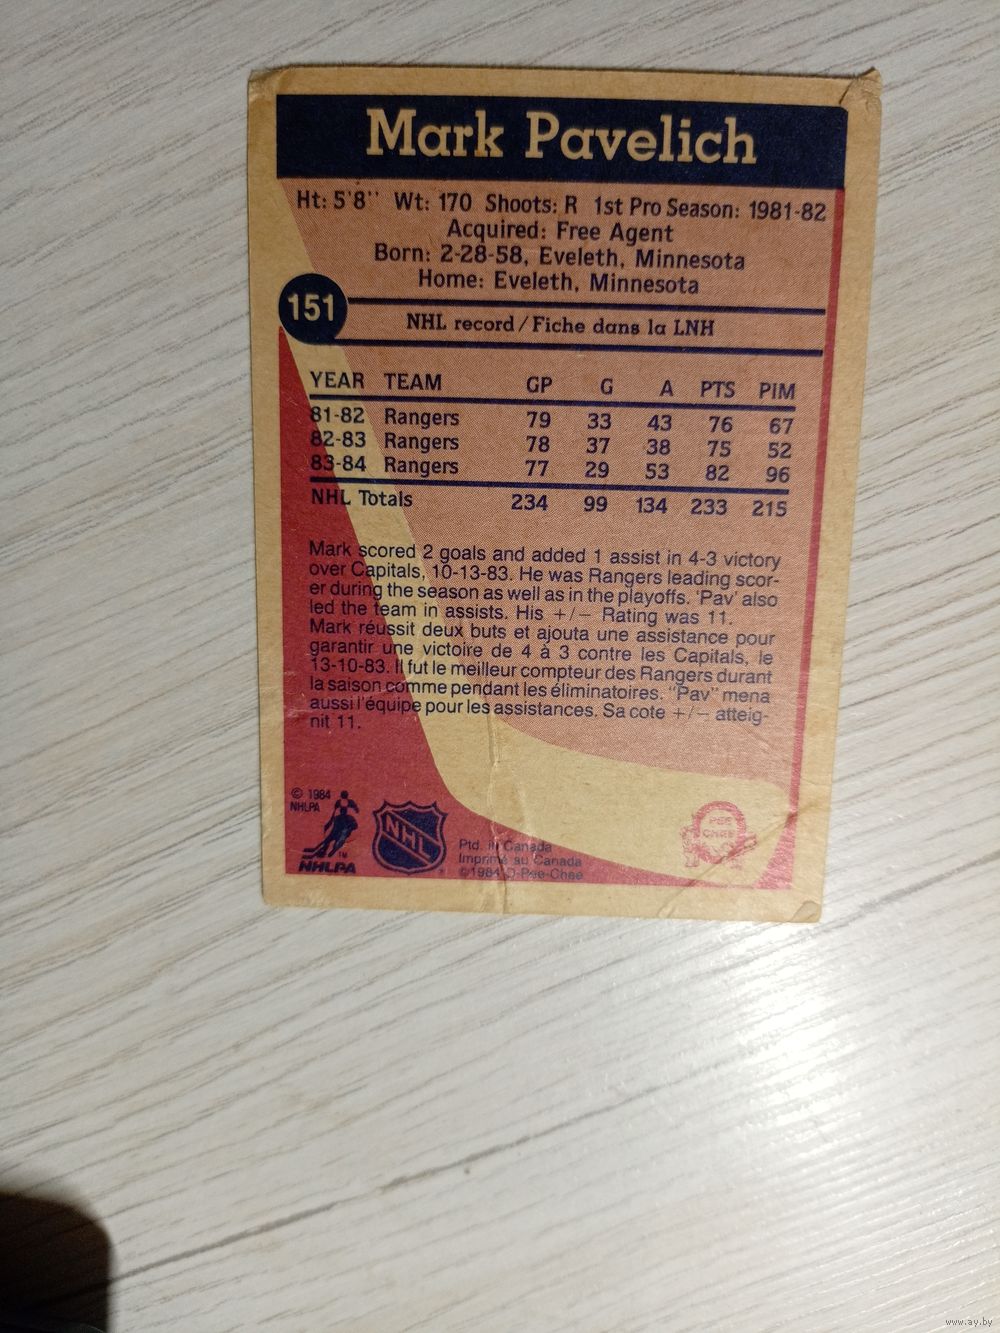 Mark Pavelich
Ht: 5'8'' Wt: 170 Shoots: R 1st Pro Season: 1981-82
Acquired: Free Agent
Born: 2-28-58, Eveleth, Minnesota
Home: Eveleth, Minnesota
151
NHL record/Fiche dans la LNH
YEAR TEAM GP G A PTS PIM
81-82 Rangers 79 33 43 76 67
82-83 Rangers 78 37 38 75 52
83-84 Rangers 77 29 53 82 96
NHL Totals 234 99 134 233 215
Mark scored 2 goals and added 1 assist in 4-3 victory
over Capitals, 10-13-83. He was Rangers leading scor-
er during the season as well as in the playoffs. 'Pav' also
led the team in assists. His +/− Rating was 11.
Mark réussit deux buts et ajouta une assistance pour
garantir une victoire de 4 à 3 contre les Capitals, le
13-10-83. Il fut le meilleur compteur des Rangers durant
la saison comme pendant les éliminatoires. "Pav" mena
aussi l'équipe pour les assistances. Sa cote +/− atteig-
nit 11.
© 1984
NHLPA
NHLPA
TM
NHL
Ptd. in Canada
Imprimé au Canada
©1984 O-Pee-Chee
PEE
CHEE
www.ay.by